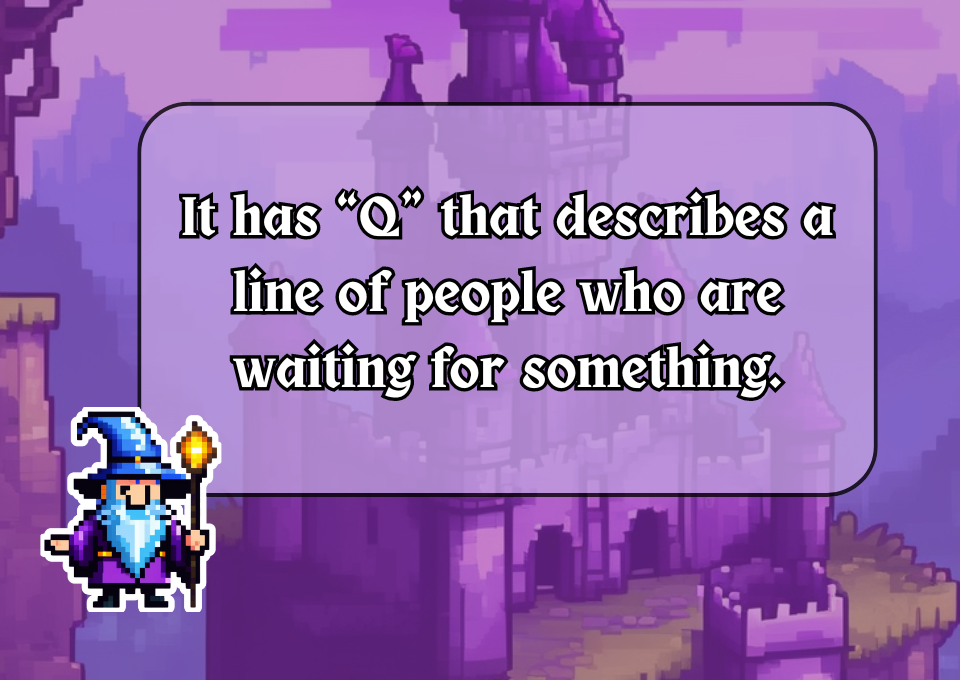 It has “Q” that describes a
line of people who are
waiting for something.